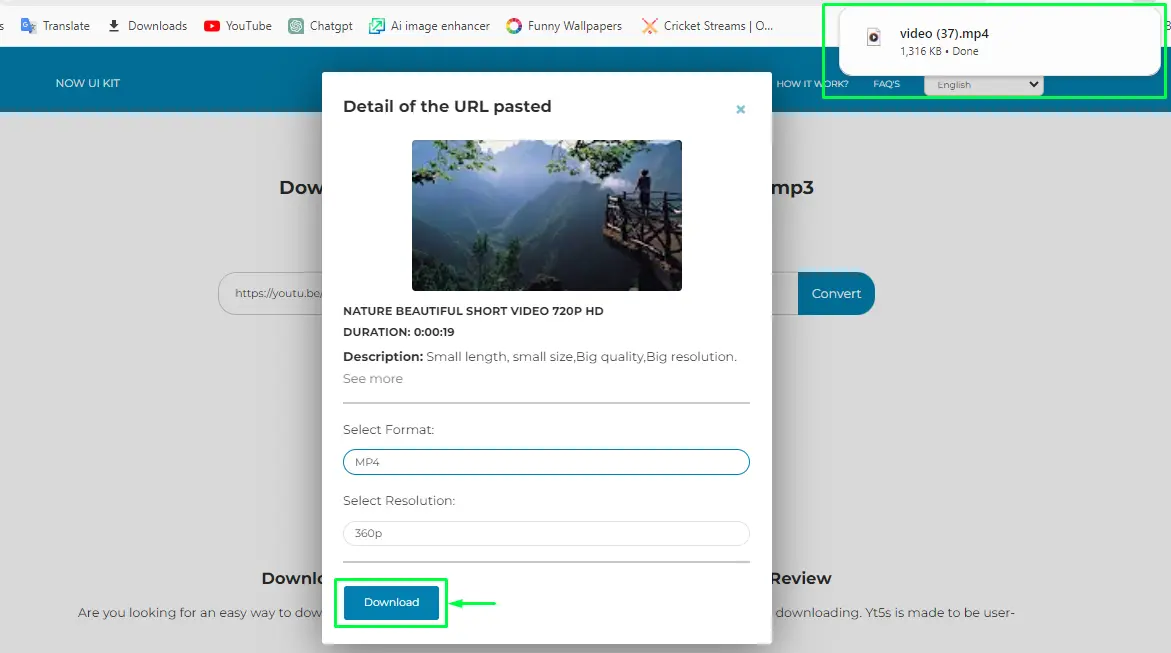 s Translate Downloads YouTube Chatgpt Ai image enhancer Funny Wallpapers Cricket Streams | O...
video (37).mp4
1,316 KB • Done
NOW UI KIT
HOW IT WORK? FAQ'S English
Detail of the URL pasted
×
Dow mp3
https://youtu.be/ Convert
NATURE BEAUTIFUL SHORT VIDEO 720P HD
DURATION: 0:00:19
Description: Small length, small size,Big quality,Big resolution.
See more
Select Format:
MP4
Select Resolution:
360p
Downlo Review
Download
Are you looking for an easy way to dow downloading. Yt5s is made to be user-